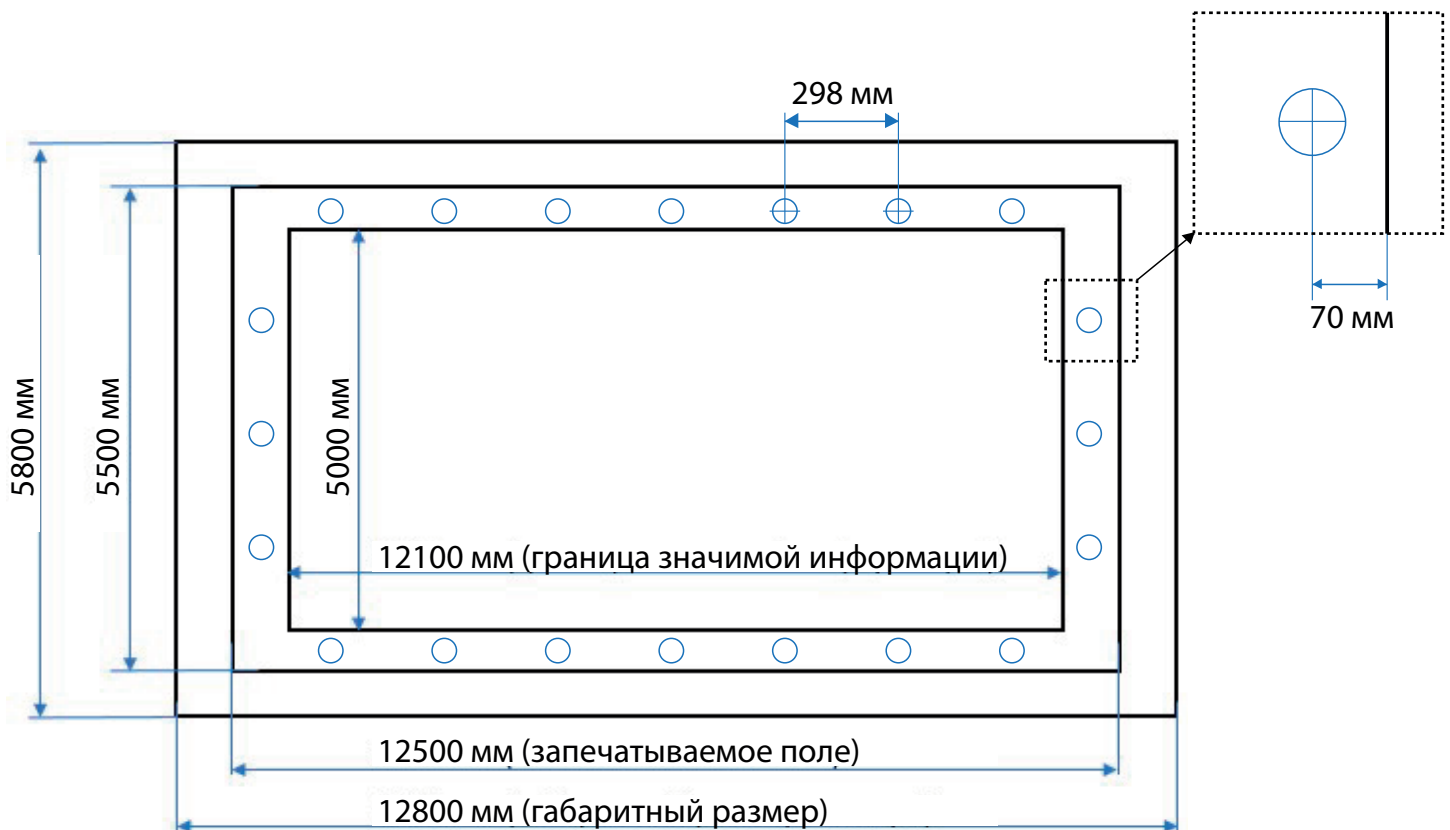 298 мм
70 мм
5800 мм
5500 мм
5000 мм
12100 мм (граница значимой информации)
12500 мм (запечатываемое поле)
12800 мм (габаритный размер)